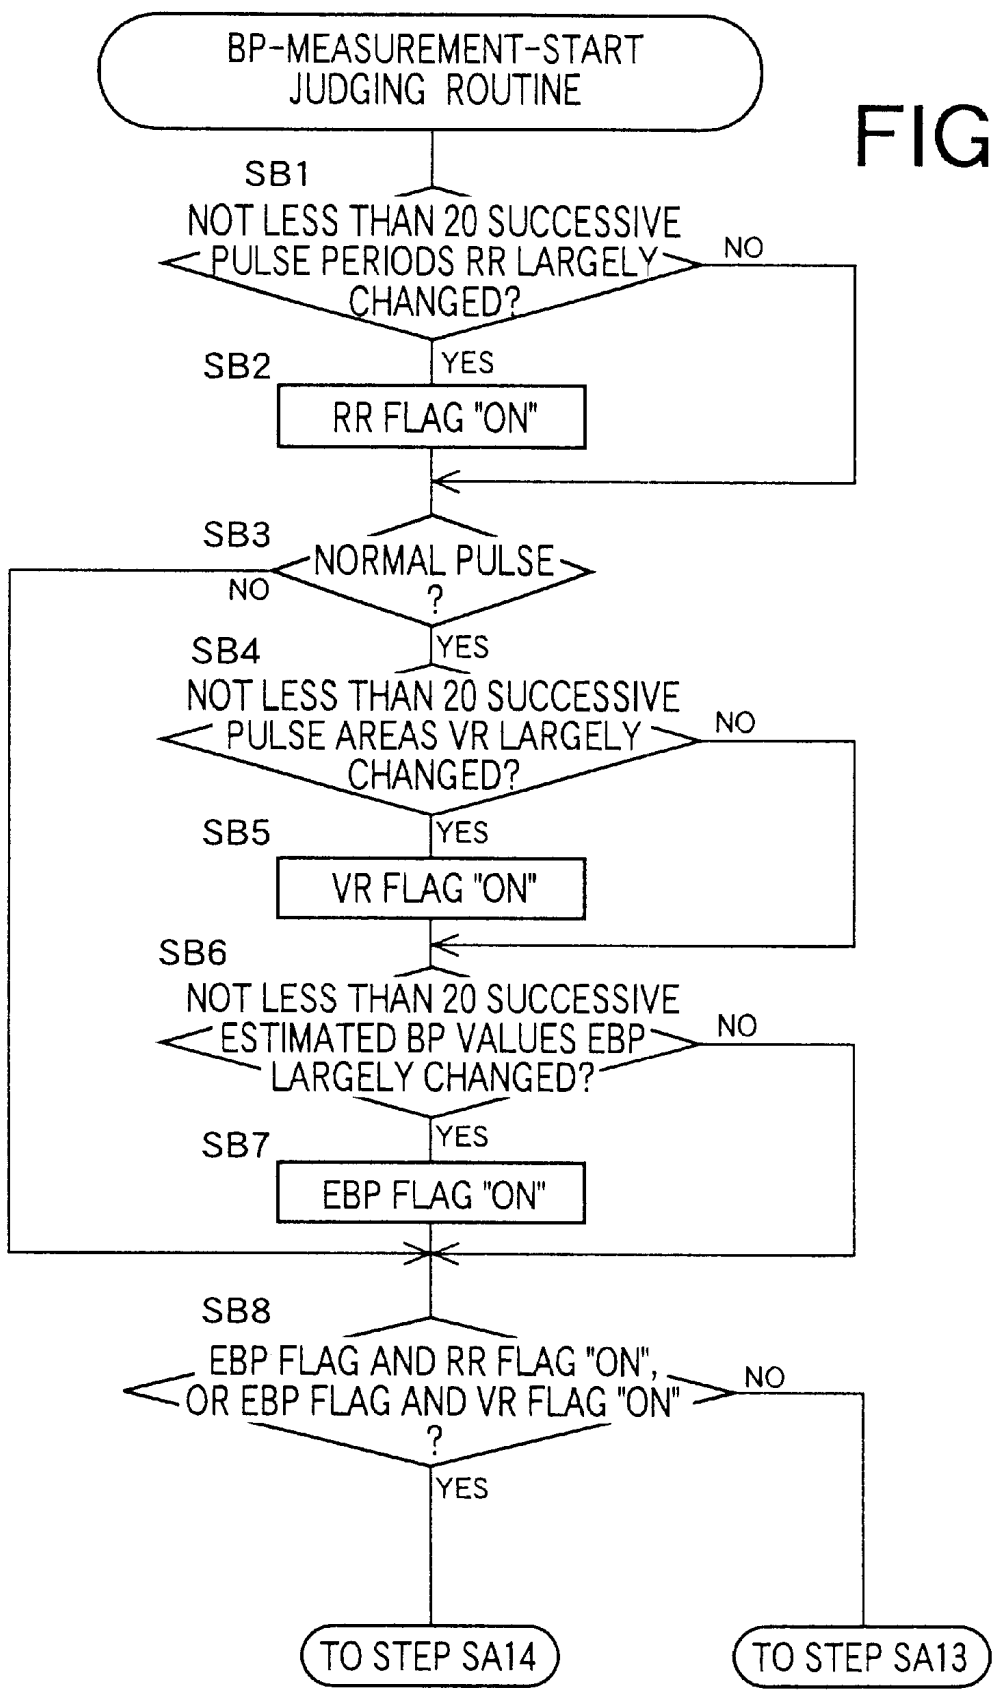 BP-MEASUREMENT-START
JUDGING ROUTINE
FIG
SB1
NOT LESS THAN 20 SUCCESSIVE
PULSE PERIODS RR LARGELY
CHANGED?
NO
YES
SB2
RR FLAG "ON"
SB3
NORMAL PULSE
?
NO
YES
SB4
NOT LESS THAN 20 SUCCESSIVE
PULSE AREAS VR LARGELY
CHANGED?
NO
YES
SB5
VR FLAG "ON"
SB6
NOT LESS THAN 20 SUCCESSIVE
ESTIMATED BP VALUES EBP
LARGELY CHANGED?
NO
YES
SB7
EBP FLAG "ON"
SB8
EBP FLAG AND RR FLAG "ON",
OR EBP FLAG AND VR FLAG "ON"
?
NO
YES
TO STEP SA14
TO STEP SA13